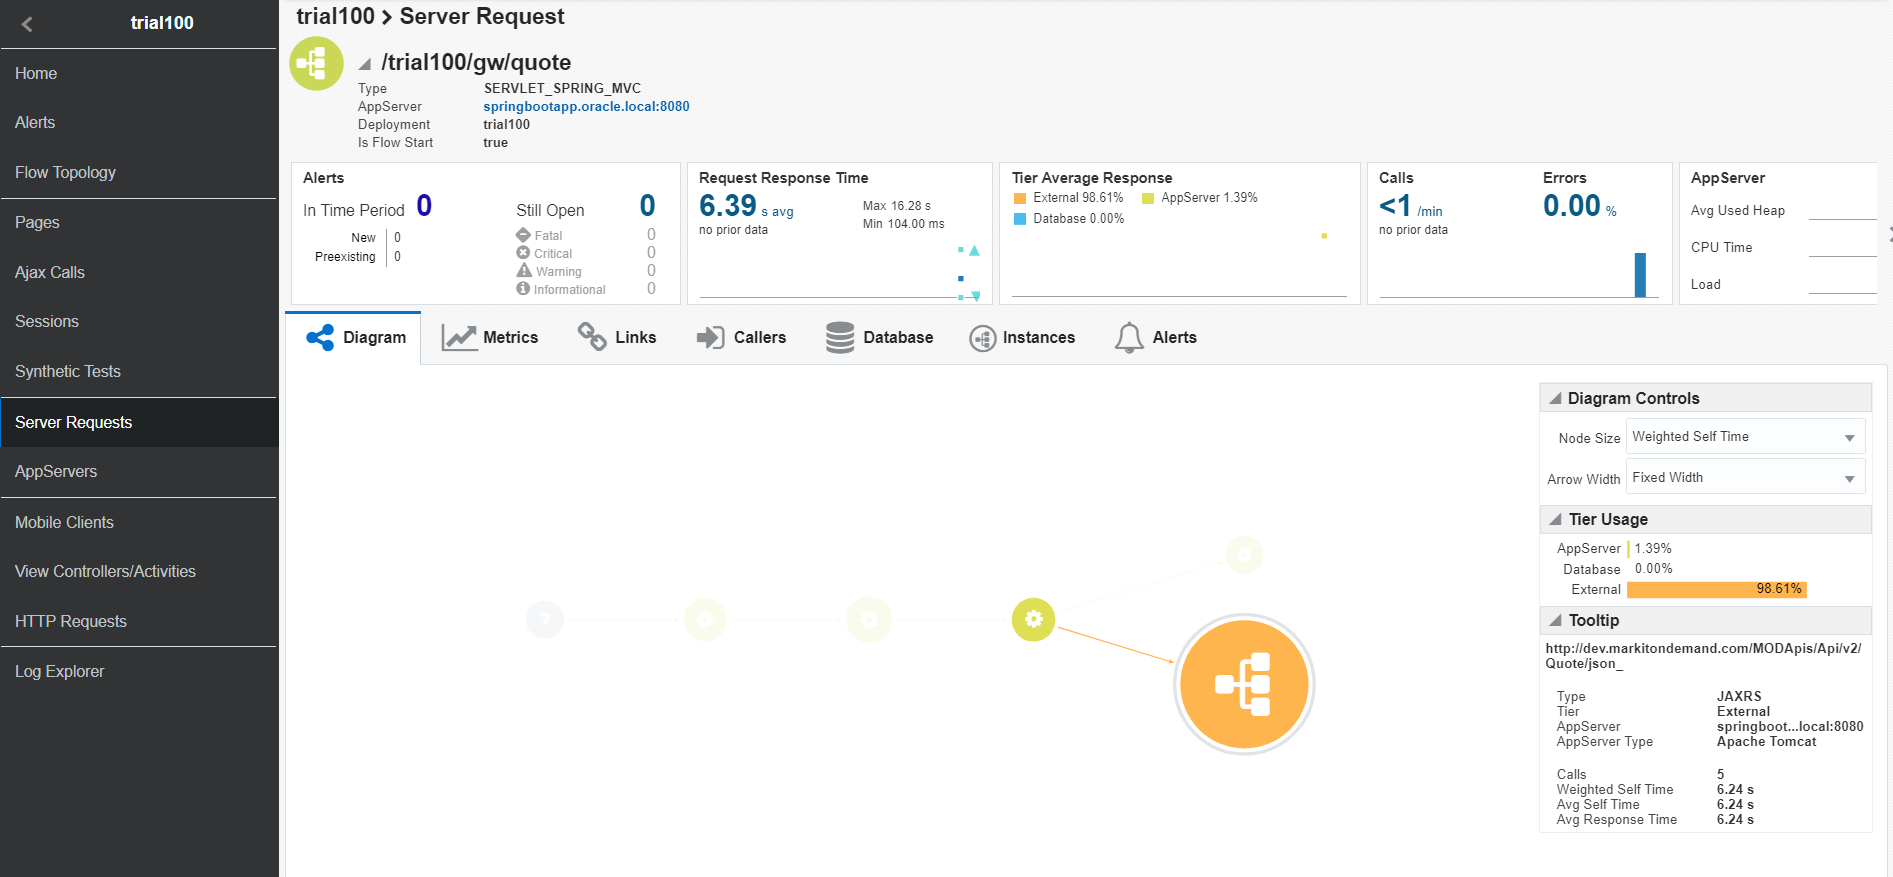 trial100
Home
Alerts
Flow Topology
Pages
Ajax Calls
Sessions
Synthetic Tests
Server Requests
AppServers
Mobile Clients
View Controllers/Activities
HTTP Requests
Log Explorer
trial100 > Server Request
/trial100/gw/quote
Type SERVLET_SPRING_MVC
AppServer springbootapp.oracle.local:8080
Deployment trial100
Is Flow Start true
Alerts
In Time Period 0
New 0
Preexisting 0
Still Open 0
Fatal 0
Critical 0
Warning 0
Informational 0
Request Response Time
6.39 s avg
no prior data
Max 16.28 s
Min 104.00 ms
Tier Average Response
External 98.61% AppServer 1.39%
Database 0.00%
Calls
<1 /min
no prior data
Errors
0.00 %
AppServer
Avg Used Heap
CPU Time
Load
Diagram Metrics Links Callers Database Instances Alerts
?
Diagram Controls
Node Size Weighted Self Time
Arrow Width Fixed Width
Tier Usage
AppServer 1.39%
Database 0.00%
External 98.61%
Tooltip
http://dev.markitondemand.com/MODApis/Api/v2/
Quote/json_
Type JAXRS
Tier External
AppServer springboot...local:8080
AppServer Type Apache Tomcat
Calls 5
Weighted Self Time 6.24 s
Avg Self Time 6.24 s
Avg Response Time 6.24 s